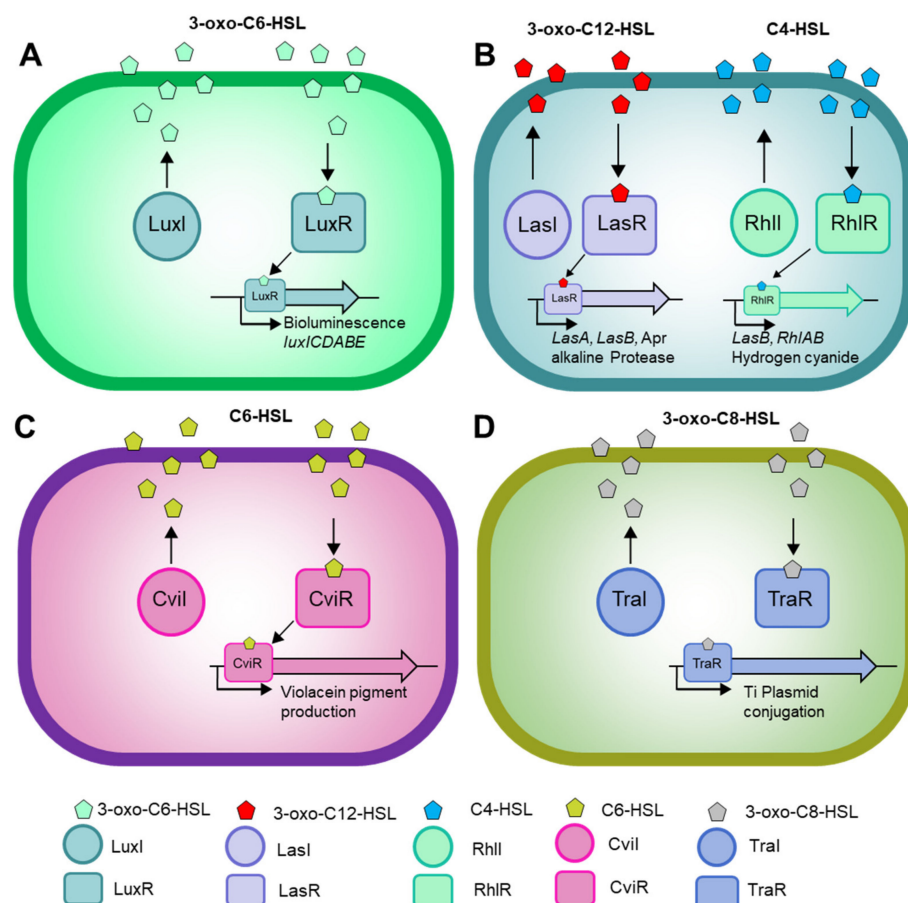 3-oxo-C6-HSL
A
LuxI
LuxR
LuxR
Bioluminescence
luxICDABE
3-oxo-C12-HSL C4-HSL
B
LasI
LasR
RhlI
RhlR
LasR
RhlR
LasA, LasB, Apr
alkaline Protease
LasB, RhlAB
Hydrogen cyanide
C6-HSL
C
CviI
CviR
CviR
Violacein pigment
production
3-oxo-C8-HSL
D
TraI
TraR
TraR
Ti Plasmid
conjugation
3-oxo-C6-HSL 3-oxo-C12-HSL C4-HSL C6-HSL 3-oxo-C8-HSL
LuxI LasI RhlI CviI TraI
LuxR LasR RhlR CviR TraR